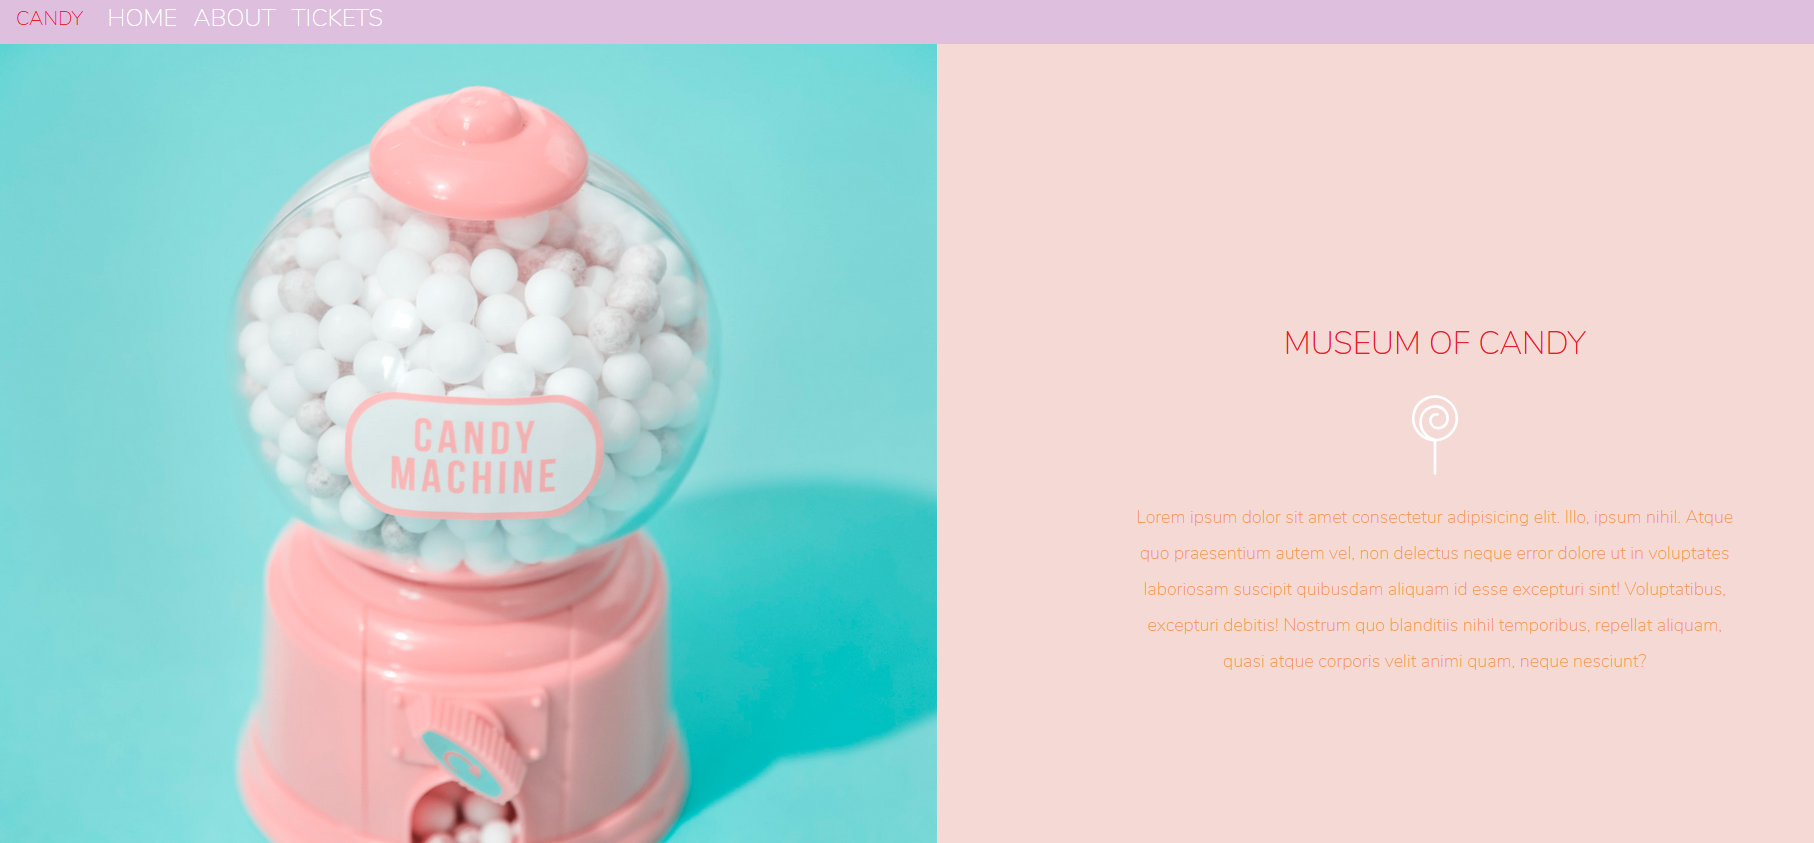 CANDY HOME ABOUT TICKETS
CANDY
MACHINE
MUSEUM OF CANDY
Lorem ipsum dolor sit amet consectetur adipisicing elit. Illo, ipsum nihil. Atque
quo praesentium autem vel, non delectus neque error dolore ut in voluptates
laboriosam suscipit quibusdam aliquam id esse excepturi sint! Voluptatibus,
excepturi debitis! Nostrum quo blanditiis nihil temporibus, repellat aliquam,
quasi atque corporis velit animi quam, neque nesciunt?